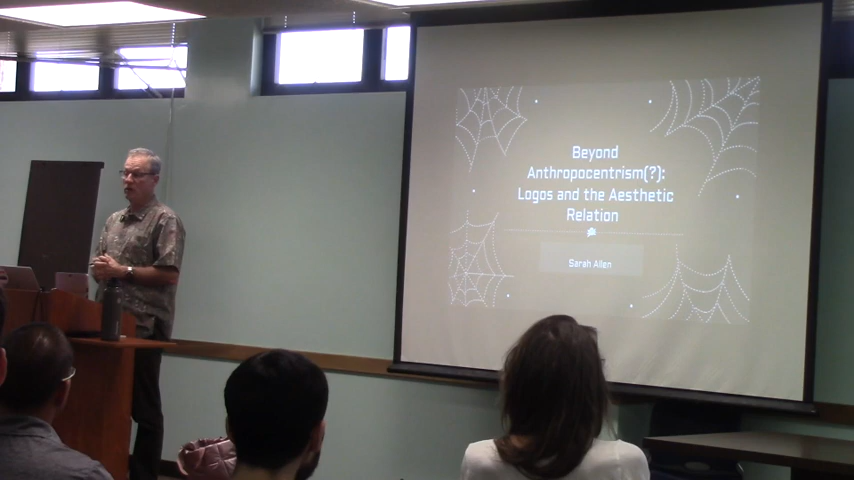 Beyond
Anthropocentrism(?):
Logos and the Aesthetic
Relation
Sarah Allen